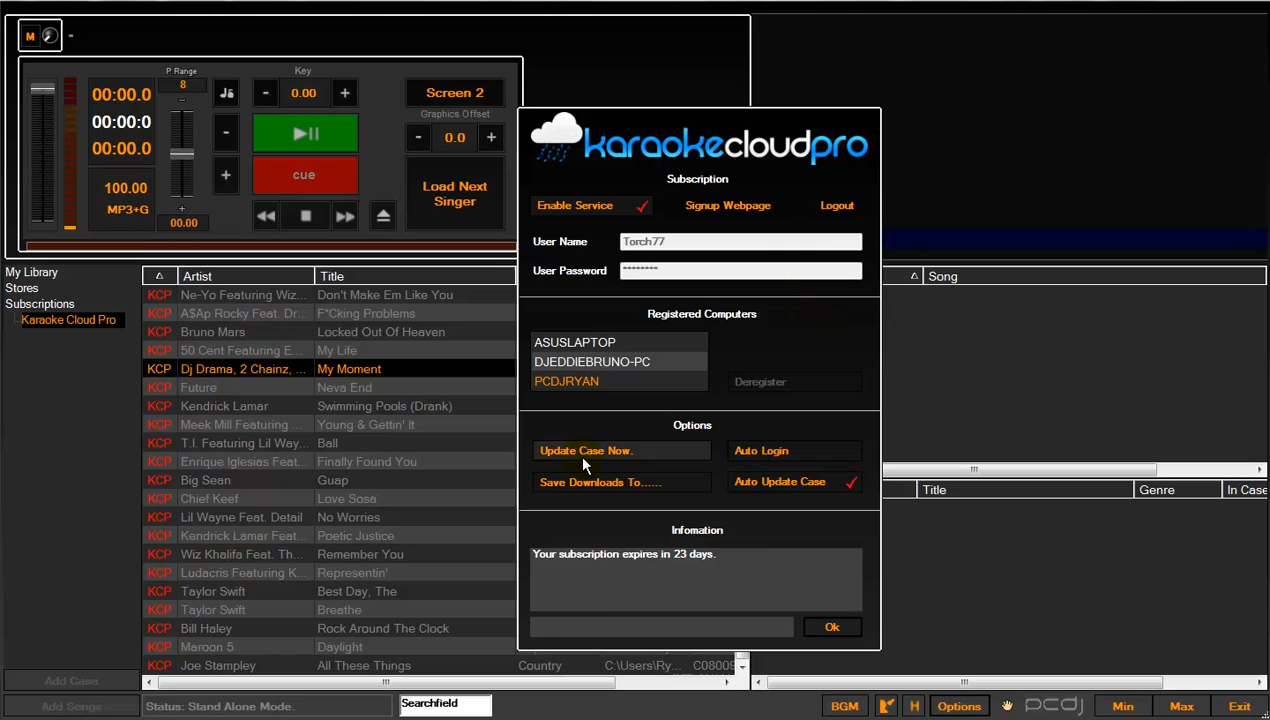 M -
P.Range
8
Key
00:00.0
- 0.00 +
Screen 2
00:00:0
Graphics Offset
00:00.0
-
- 0.0 +
cue
+
Load Next
Singer
100.00
MP3+G
+
00.00
karaokecloudpro
Subscription
Enable Service
Signup Webpage
Logout
User Name
Torch77
User Password
********
Registered Computers
ASUSLAPTOP
DJEDDIEBRUNO-PC
PCDJRYAN
Deregister
Options
Update Case Now.
Auto Login
Save Downloads To......
Auto Update Case
Infomation
Your subscription expires in 23 days.
Ok
My Library
Stores
Subscriptions
Karaoke Cloud Pro
Artist Title
KCP Ne-Yo Featuring Wiz... Don't Make Em Like You
KCP A$Ap Rocky Feat. Dr... F*Cking Problems
KCP Bruno Mars Locked Out Of Heaven
KCP 50 Cent Featuring E... My Life
KCP Dj Drama, 2 Chainz, ... My Moment
KCP Future Neva End
KCP Kendrick Lamar Swimming Pools (Drank)
KCP Meek Mill Featuring ... Young & Gettin' It
KCP T.I. Featuring Lil Way... Ball
KCP Enrique Iglesias Feat... Finally Found You
KCP Big Sean Guap
KCP Chief Keef Love Sosa
KCP Lil Wayne Feat. Detail No Worries
KCP Kendrick Lamar Feat... Poetic Justice
KCP Wiz Khalifa Feat. Th... Remember You
KCP Ludacris Featuring K... Representin'
KCP Taylor Swift Best Day, The
KCP Taylor Swift Breathe
KCP Bill Haley Rock Around The Clock
KCP Maroon 5 Daylight
KCP Joe Stampley All These Things Country C:\Users\Ry... C08009
Song
Title Genre In Case
Add Case
Add Songs
Status: Stand Alone Mode.
Searchfield
BGM H Options pcdj Min Max Exit